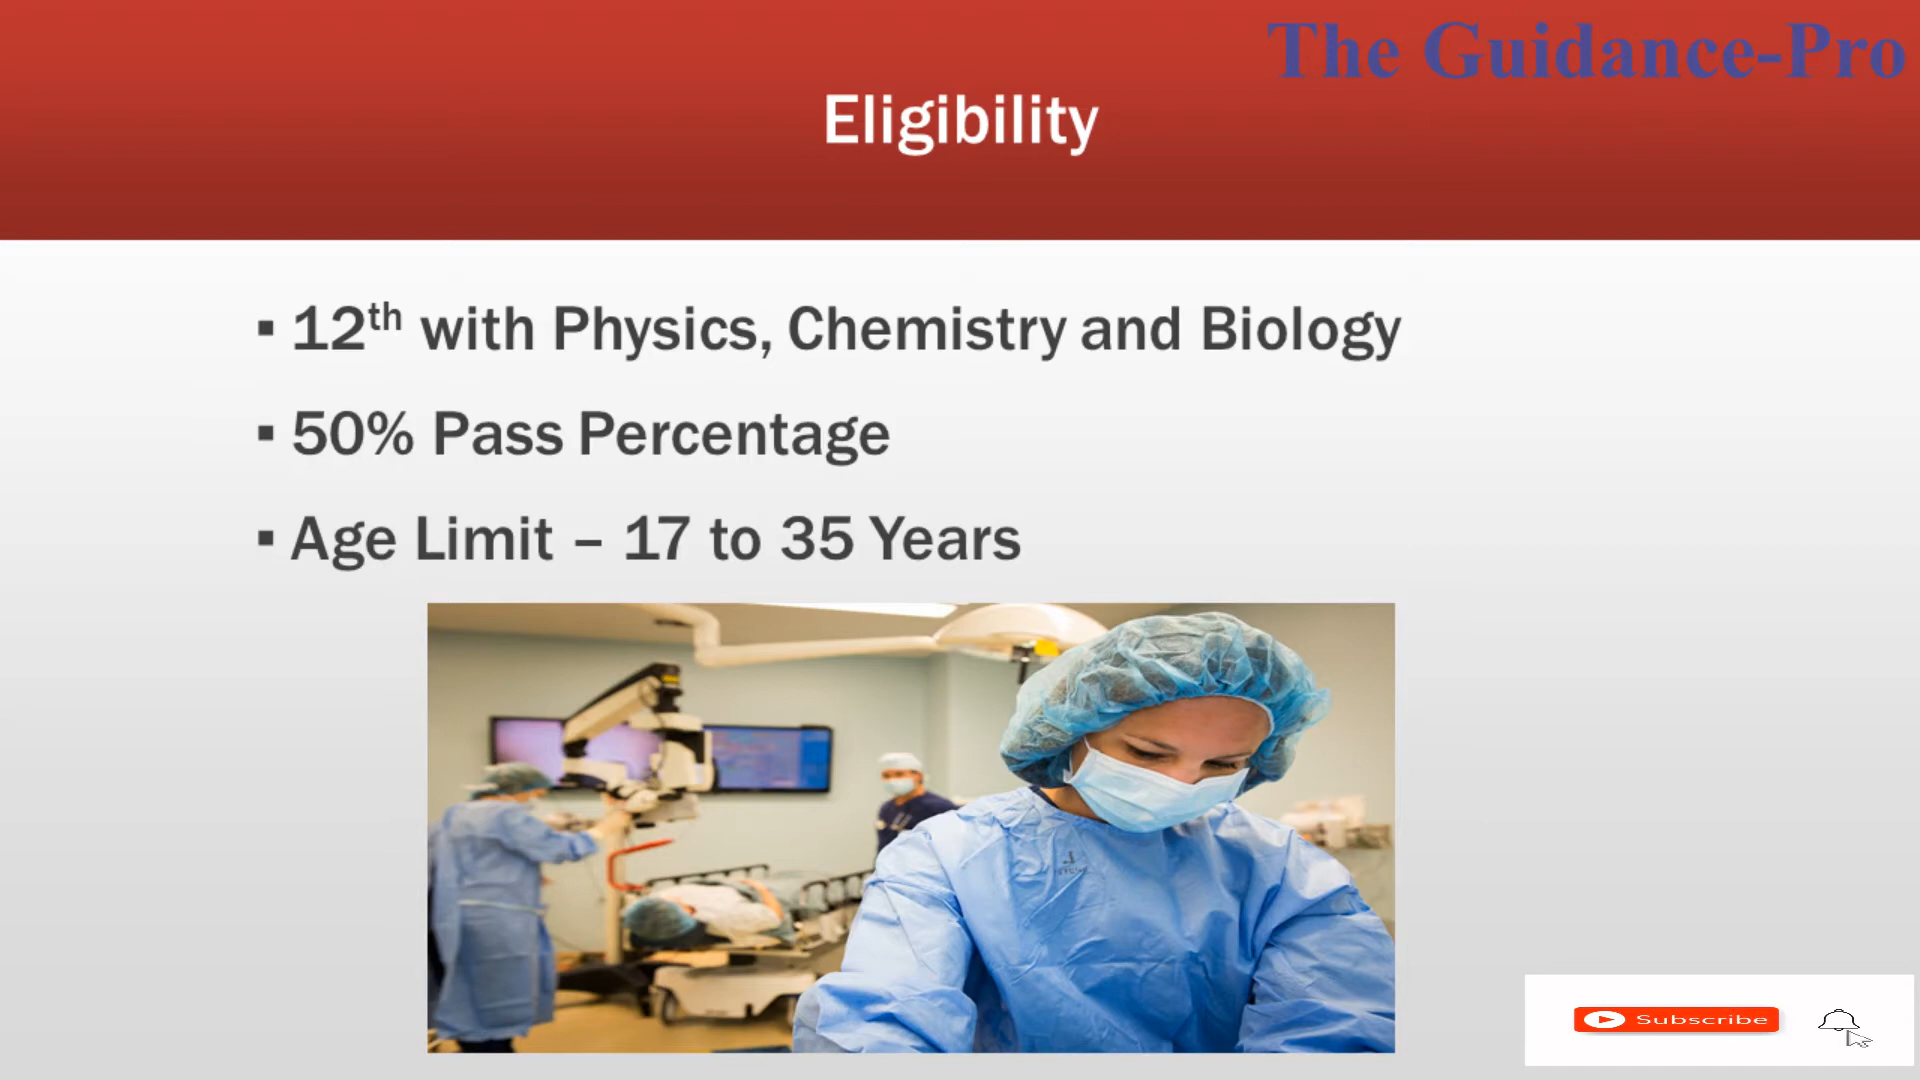 The Guidance-Pro
Eligibility
▪ 12th with Physics, Chemistry and Biology
▪ 50% Pass Percentage
▪ Age Limit – 17 to 35 Years
Subscribe